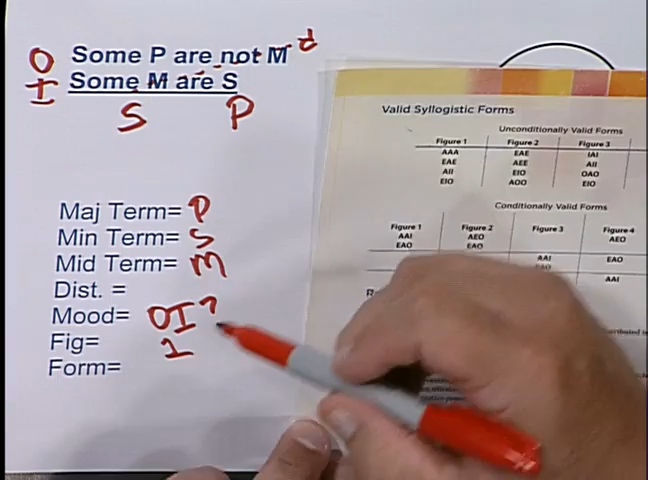 O Some P are not M d
I Some M are S
S P
Maj Term= P
Min Term= S
Mid Term= M
Dist. =
Mood= OI?
Fig= 1
Form=
Valid Syllogistic Forms
Unconditionally Valid Forms
Figure 1 Figure 2 Figure 3
AAA EAE IAI
EAE AEE AII
AII EIO OAO
EIO AOO EIO
Conditionally Valid Forms
Figure 1 Figure 2 Figure 3 Figure 4
AAI AEO AEO
EAO EAO
AAI EAO
AAI